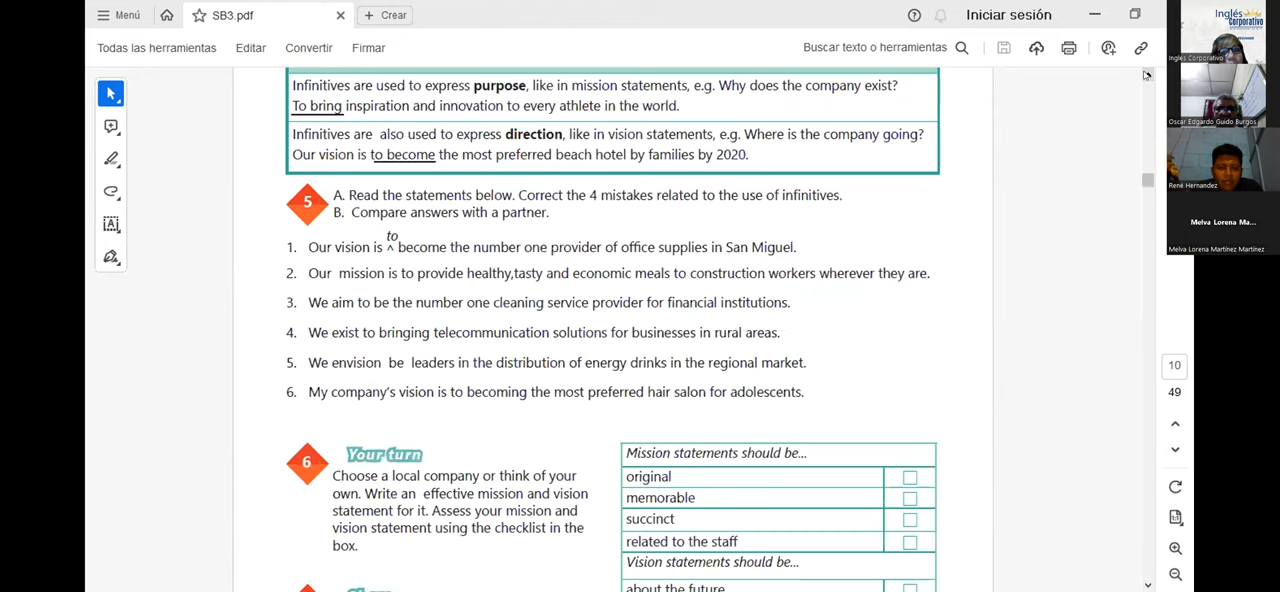 Menú
SB3.pdf
Crear
Iniciar sesión
Todas las herramientas
Editar
Convertir
Firmar
Buscar texto o herramientas
Infinitives are used to express purpose, like in mission statements, e.g. Why does the company exist?
To bring inspiration and innovation to every athlete in the world.
Infinitives are also used to express direction, like in vision statements, e.g. Where is the company going?
Our vision is to become the most preferred beach hotel by families by 2020.
5
A. Read the statements below. Correct the 4 mistakes related to the use of infinitives.
B. Compare answers with a partner.
to
1. Our vision is ^ become the number one provider of office supplies in San Miguel.
2. Our mission is to provide healthy,tasty and economic meals to construction workers wherever they are.
3. We aim to be the number one cleaning service provider for financial institutions.
4. We exist to bringing telecommunication solutions for businesses in rural areas.
5. We envision be leaders in the distribution of energy drinks in the regional market.
6. My company's vision is to becoming the most preferred hair salon for adolescents.
6
Your turn
Choose a local company or think of your
own. Write an effective mission and vision
statement for it. Assess your mission and
vision statement using the checklist in the
box.
Mission statements should be...
original
memorable
succinct
related to the staff
Vision statements should be...
about the future
10
49
Inglés
Corporativo
Inglés Corporativo
Oscar Edgardo Guido Burgos
René Hernandez
Melva Lorena Ma...
Melva Lorena Martínez Martínez